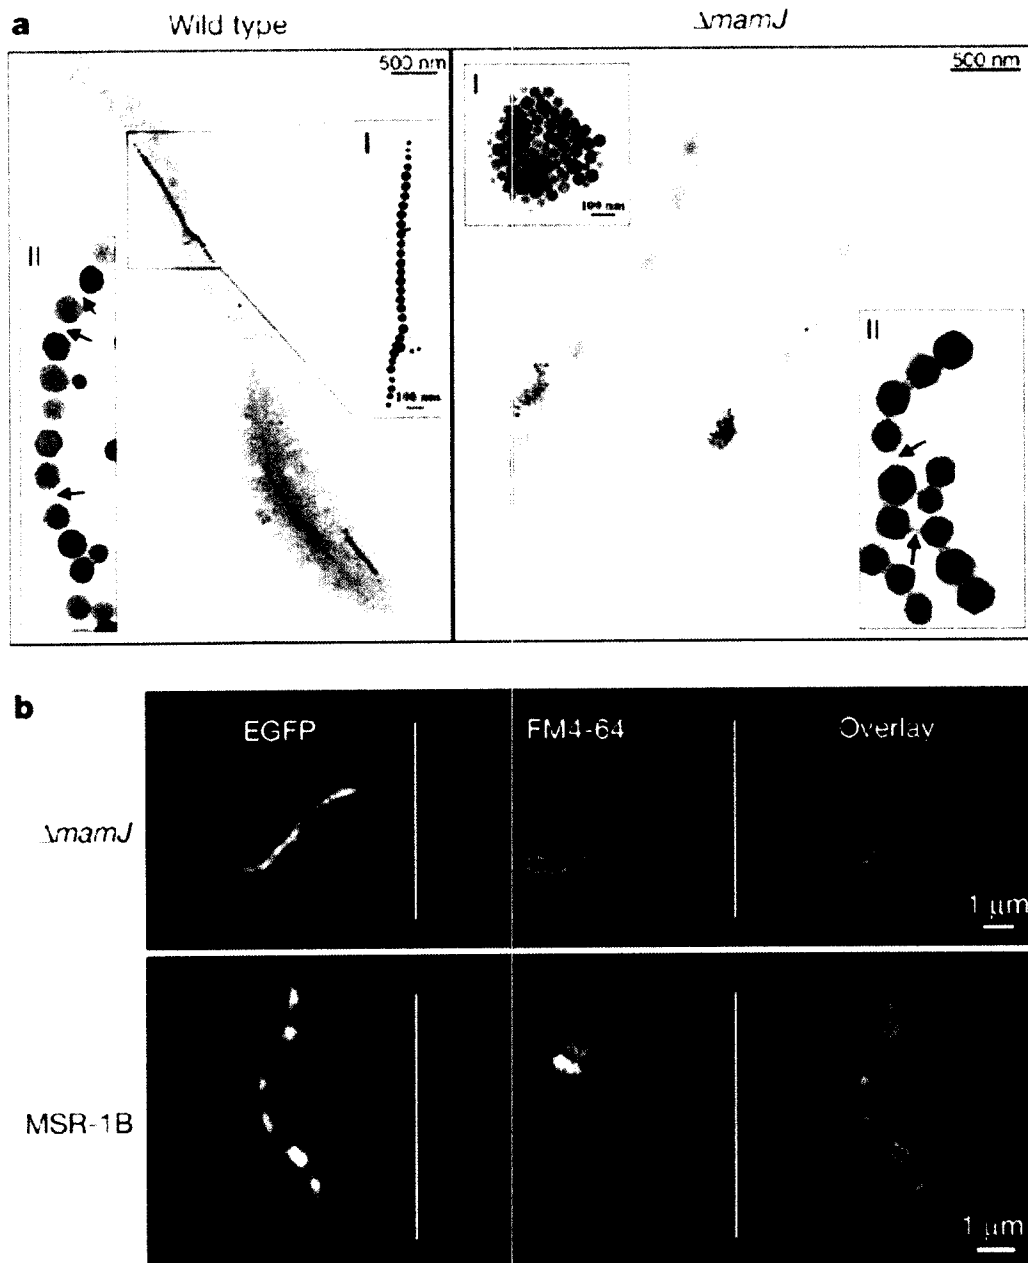 a
Wild type
ΔmamJ
500 nm
500 nm
I
I
100 nm
100 nm
II
II
b
EGFP
FM4-64
Overlay
ΔmamJ
1 μm
MSR-1B
1 μm